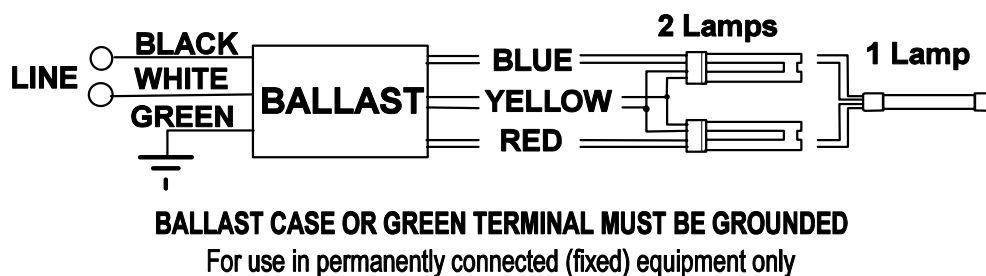 2 Lamps
BLACK
BLUE
1 Lamp
LINE
WHITE
BALLAST
YELLOW
GREEN
RED
BALLAST CASE OR GREEN TERMINAL MUST BE GROUNDED
For use in permanently connected (fixed) equipment only